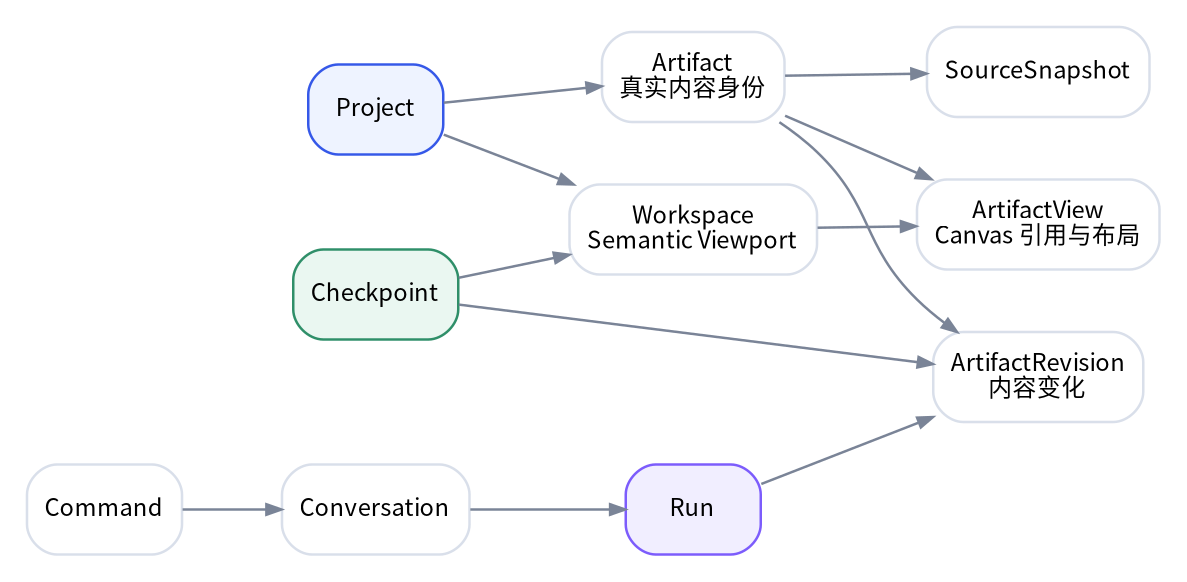 Project
Artifact
真实内容身份
SourceSnapshot
Workspace
Semantic Viewport
ArtifactView
Canvas 引用与布局
Checkpoint
ArtifactRevision
内容变化
Command
Conversation
Run